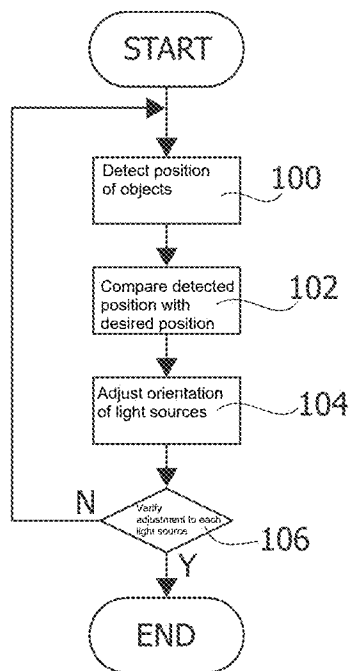 START
Detect position
of objects
100
Compare detected
position with
desired position
102
Adjust orientation
of light sources
104
Verify
adjustment to each
light source
106
N
Y
END